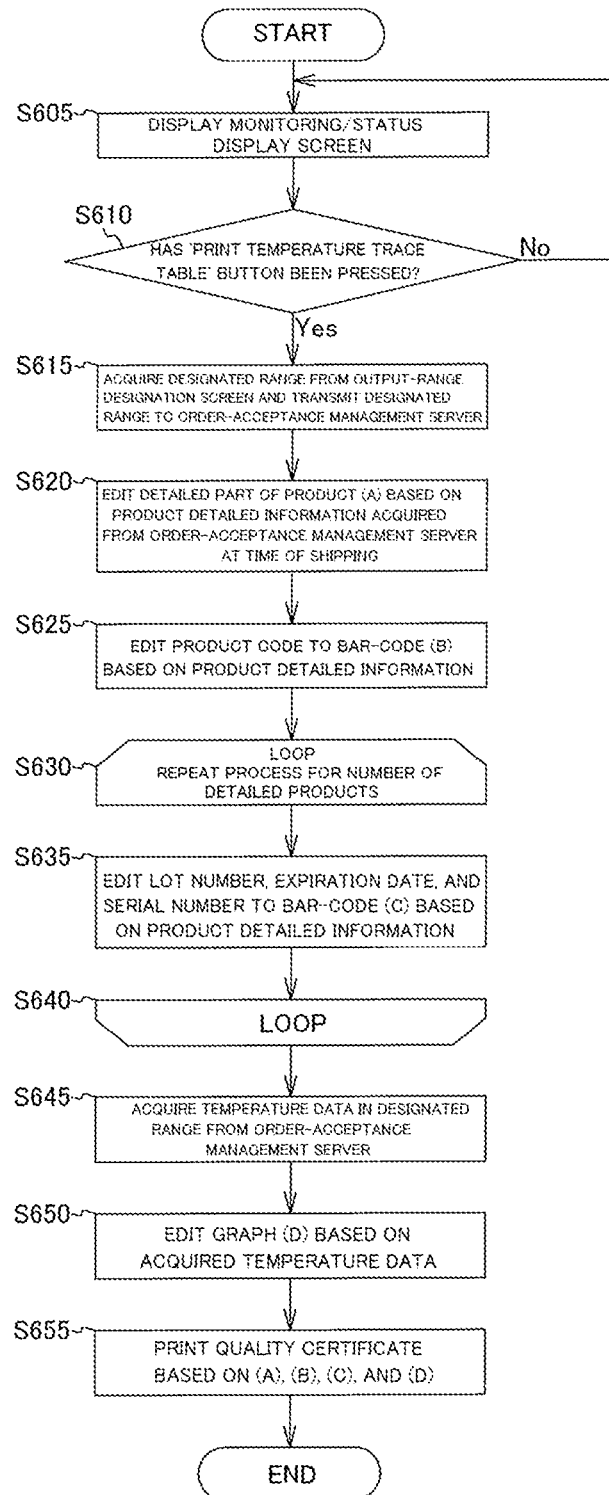 START
S605
DISPLAY MONITORING/STATUS
DISPLAY SCREEN
S610
HAS 'PRINT TEMPERATURE TRACE
TABLE' BUTTON BEEN PRESSED?
No
Yes
S615
ACQUIRE DESIGNATED RANGE FROM OUTPUT-RANGE
DESIGNATION SCREEN AND TRANSMIT DESIGNATED
RANGE TO ORDER-ACCEPTANCE MANAGEMENT SERVER
S620
EDIT DETAILED PART OF PRODUCT (A) BASED ON
PRODUCT DETAILED INFORMATION ACQUIRED
FROM ORDER-ACCEPTANCE MANAGEMENT SERVER
AT TIME OF SHIPPING
S625
EDIT PRODUCT CODE TO BAR-CODE (B)
BASED ON PRODUCT DETAILED INFORMATION
S630
LOOP
REPEAT PROCESS FOR NUMBER OF
DETAILED PRODUCTS
S635
EDIT LOT NUMBER, EXPIRATION DATE, AND
SERIAL NUMBER TO BAR-CODE (C) BASED
ON PRODUCT DETAILED INFORMATION
S640
LOOP
S645
ACQUIRE TEMPERATURE DATA IN DESIGNATED
RANGE FROM ORDER-ACCEPTANCE
MANAGEMENT SERVER
S650
EDIT GRAPH (D) BASED ON
ACQUIRED TEMPERATURE DATA
S655
PRINT QUALITY CERTIFICATE
BASED ON (A), (B), (C), AND (D)
END